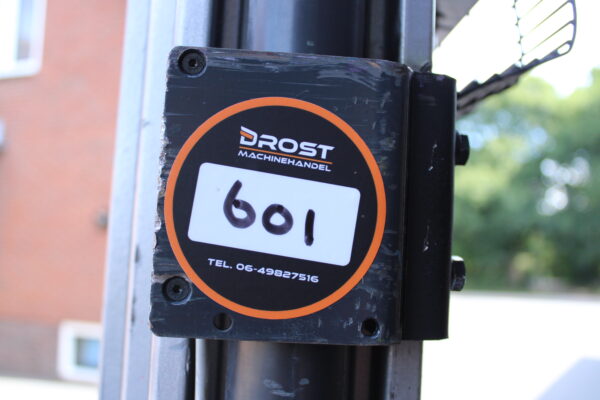 DROST
MACHINEHANDEL
601
TEL. 06-49827516